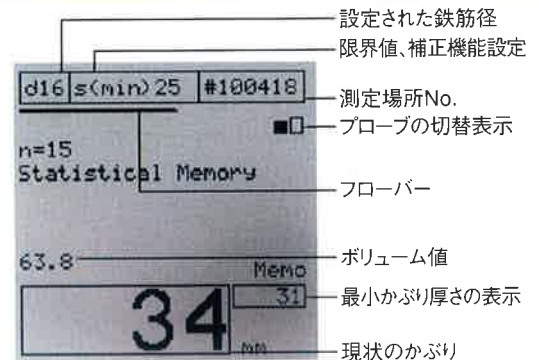 設定された鉄筋径
限界値、補正機能設定
d16 s(min)25 #100418
測定場所No.
プローブの切替表示
n=15
Statistical Memory
フローバー
63.8
ボリューム値
Memo
31
最小かぶり厚さの表示
34 mm
現状のかぶり